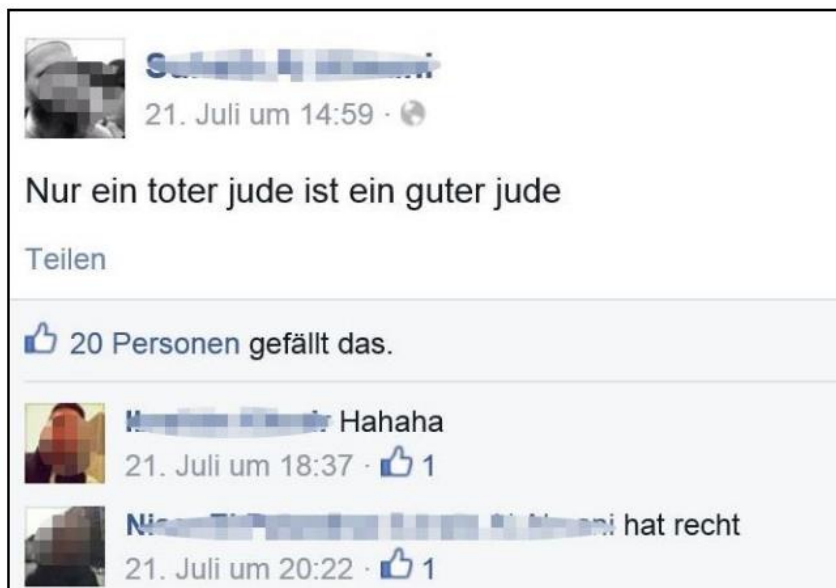 21. Juli um 14:59 ·
Nur ein toter jude ist ein guter jude
Teilen
20 Personen gefällt das.
Hahaha
21. Juli um 18:37 · 1
hat recht
21. Juli um 20:22 · 1